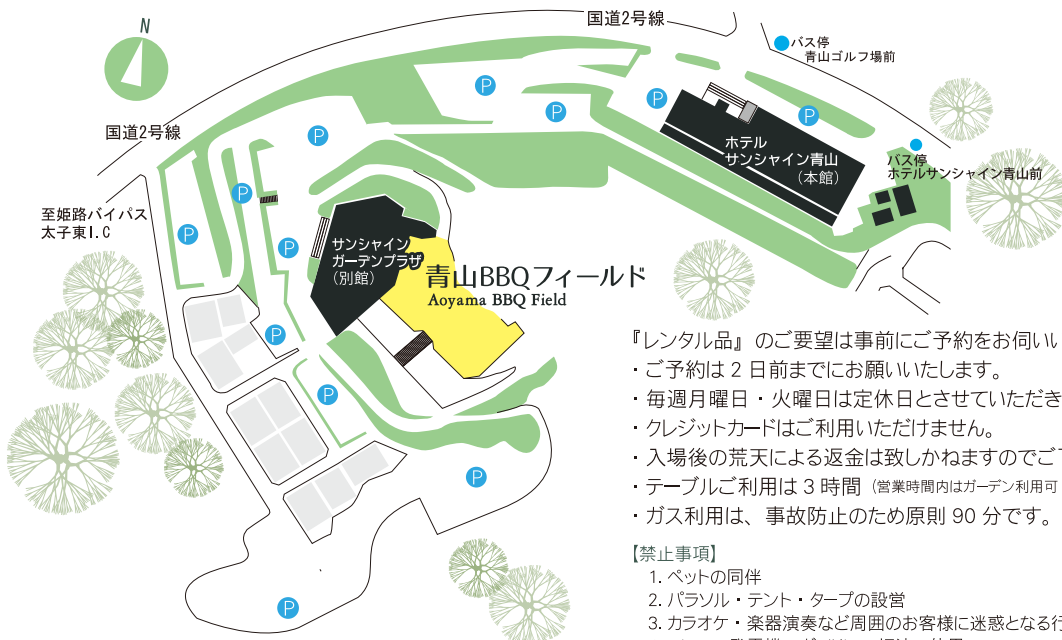 国道2号線
N
バス停
青山ゴルフ場前
P
P
P
P
P
国道2号線
ホテル
サンシャイン青山
(本館)
バス停
ホテルサンシャイン青山前
P
P
P
至姫路バイパス
太子東I.C
サンシャイン
ガーデンプラザ
(別館)
青山BBQフィールド
Aoyama BBQ Field
P
P
P
P
『レンタル品』のご要望は事前にご予約をお伺いい
・ご予約は2日前までにお願いいたします。
・毎週月曜日・火曜日は定休日とさせていただき
・クレジットカードはご利用いただけません。
・入場後の荒天による返金は致しかねますのでご
・テーブルご利用は3時間(営業時間内はガーデン利用可
・ガス利用は、事故防止のため原則90分です。
【禁止事項】
1. ペットの同伴
2. パラソル・テント・タープの設営
3. カラオケ・楽器演奏など周囲のお客様に迷惑となる行